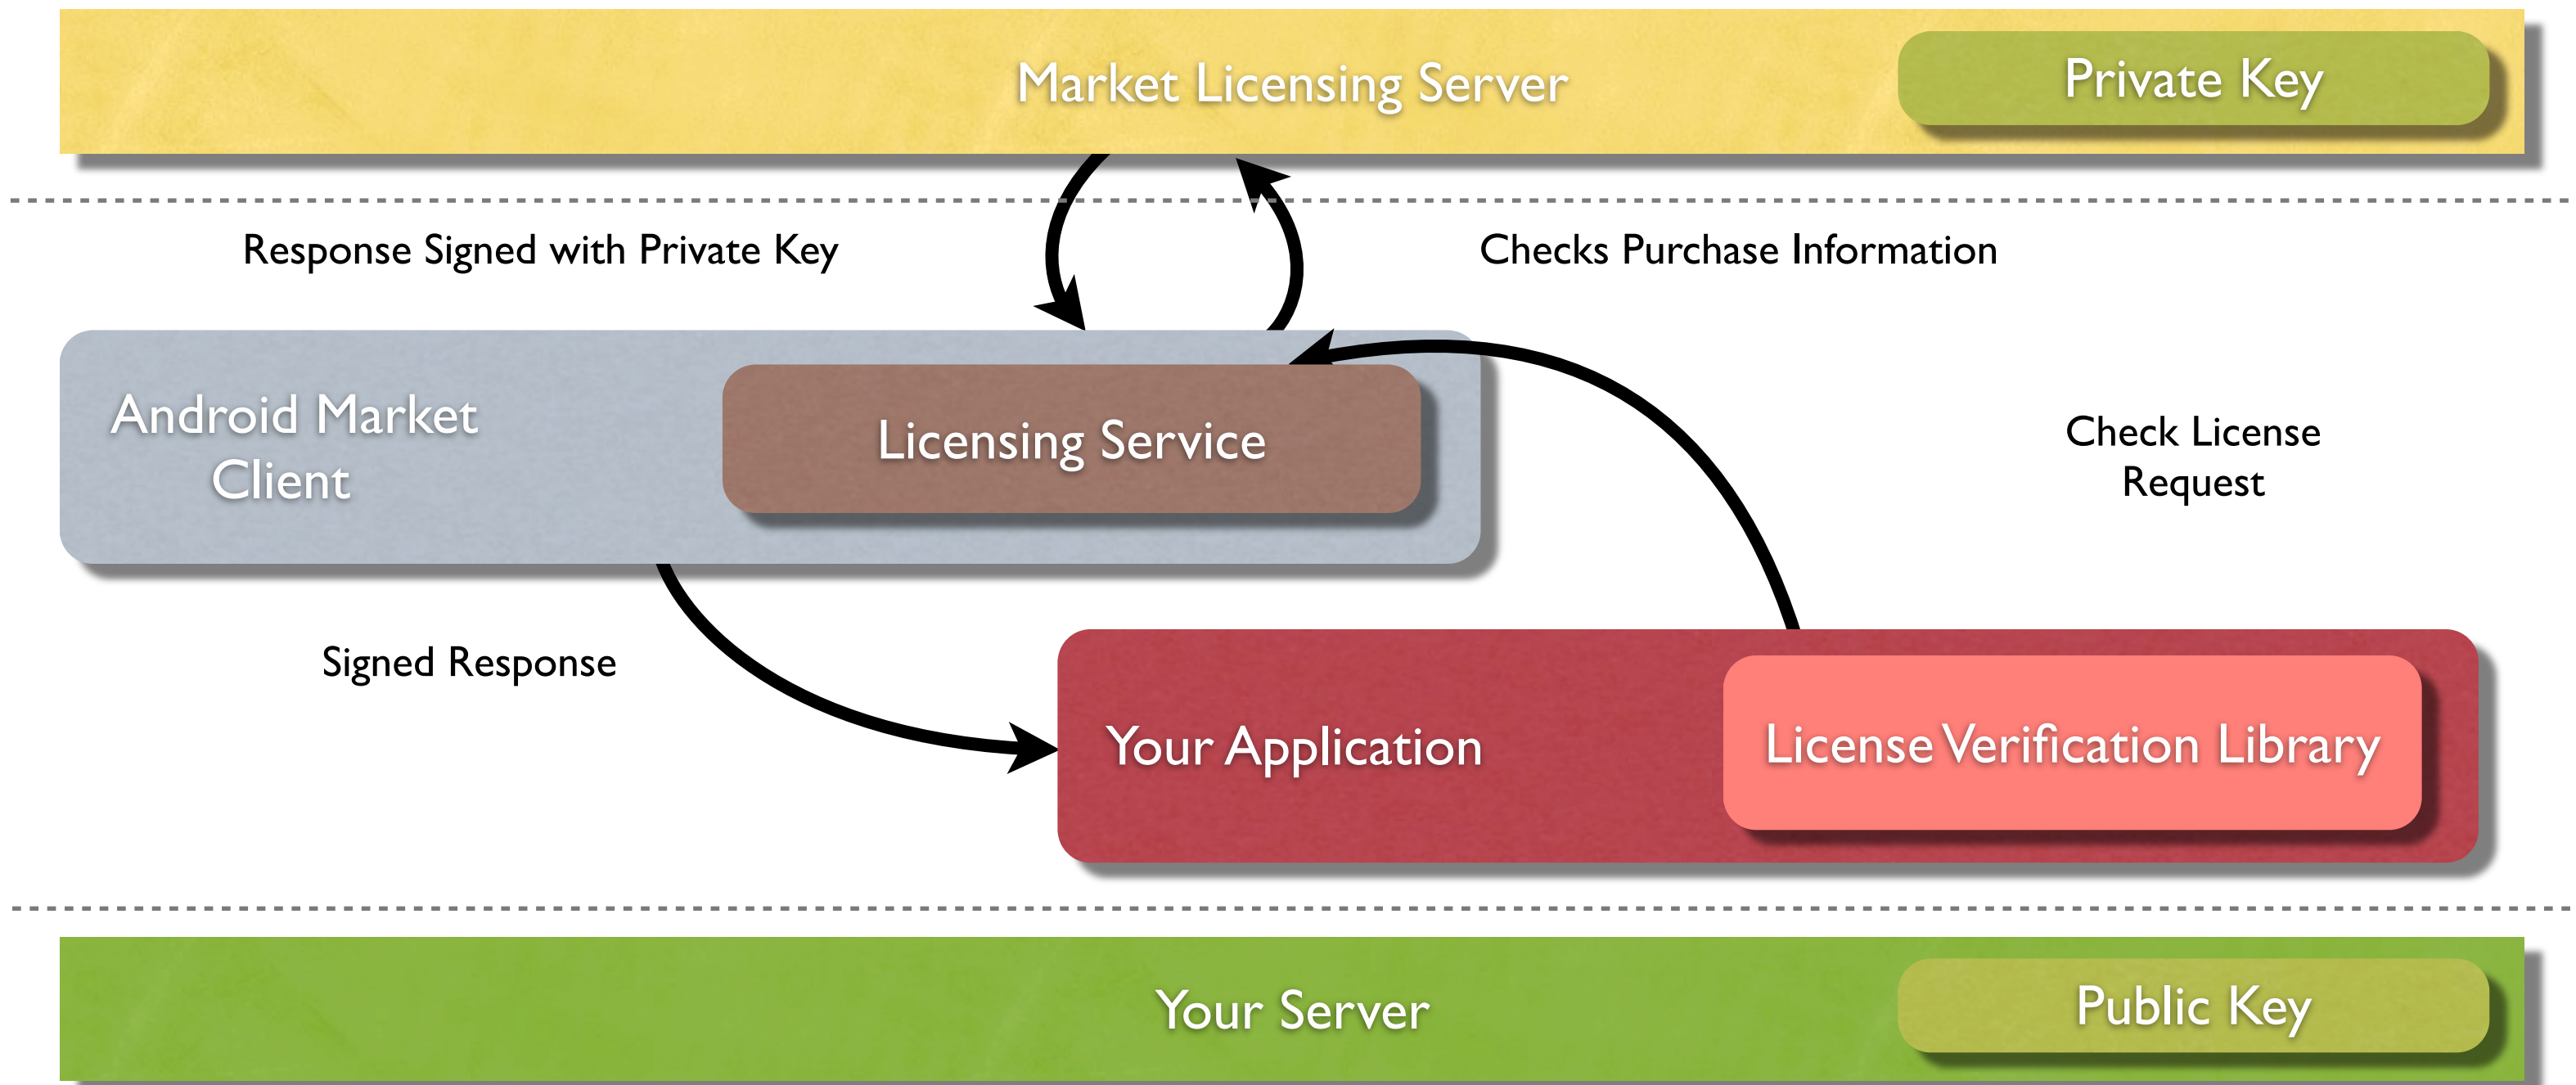 Market Licensing Server
Private Key
Response Signed with Private Key
Checks Purchase Information
Android Market
Client
Licensing Service
Check License
Request
Signed Response
Your Application
License Verification Library
Your Server
Public Key